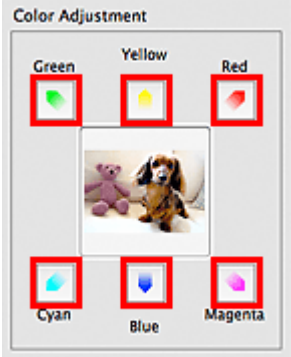 Color Adjustment
Yellow
Green
Red
Cyan
Blue
Magenta